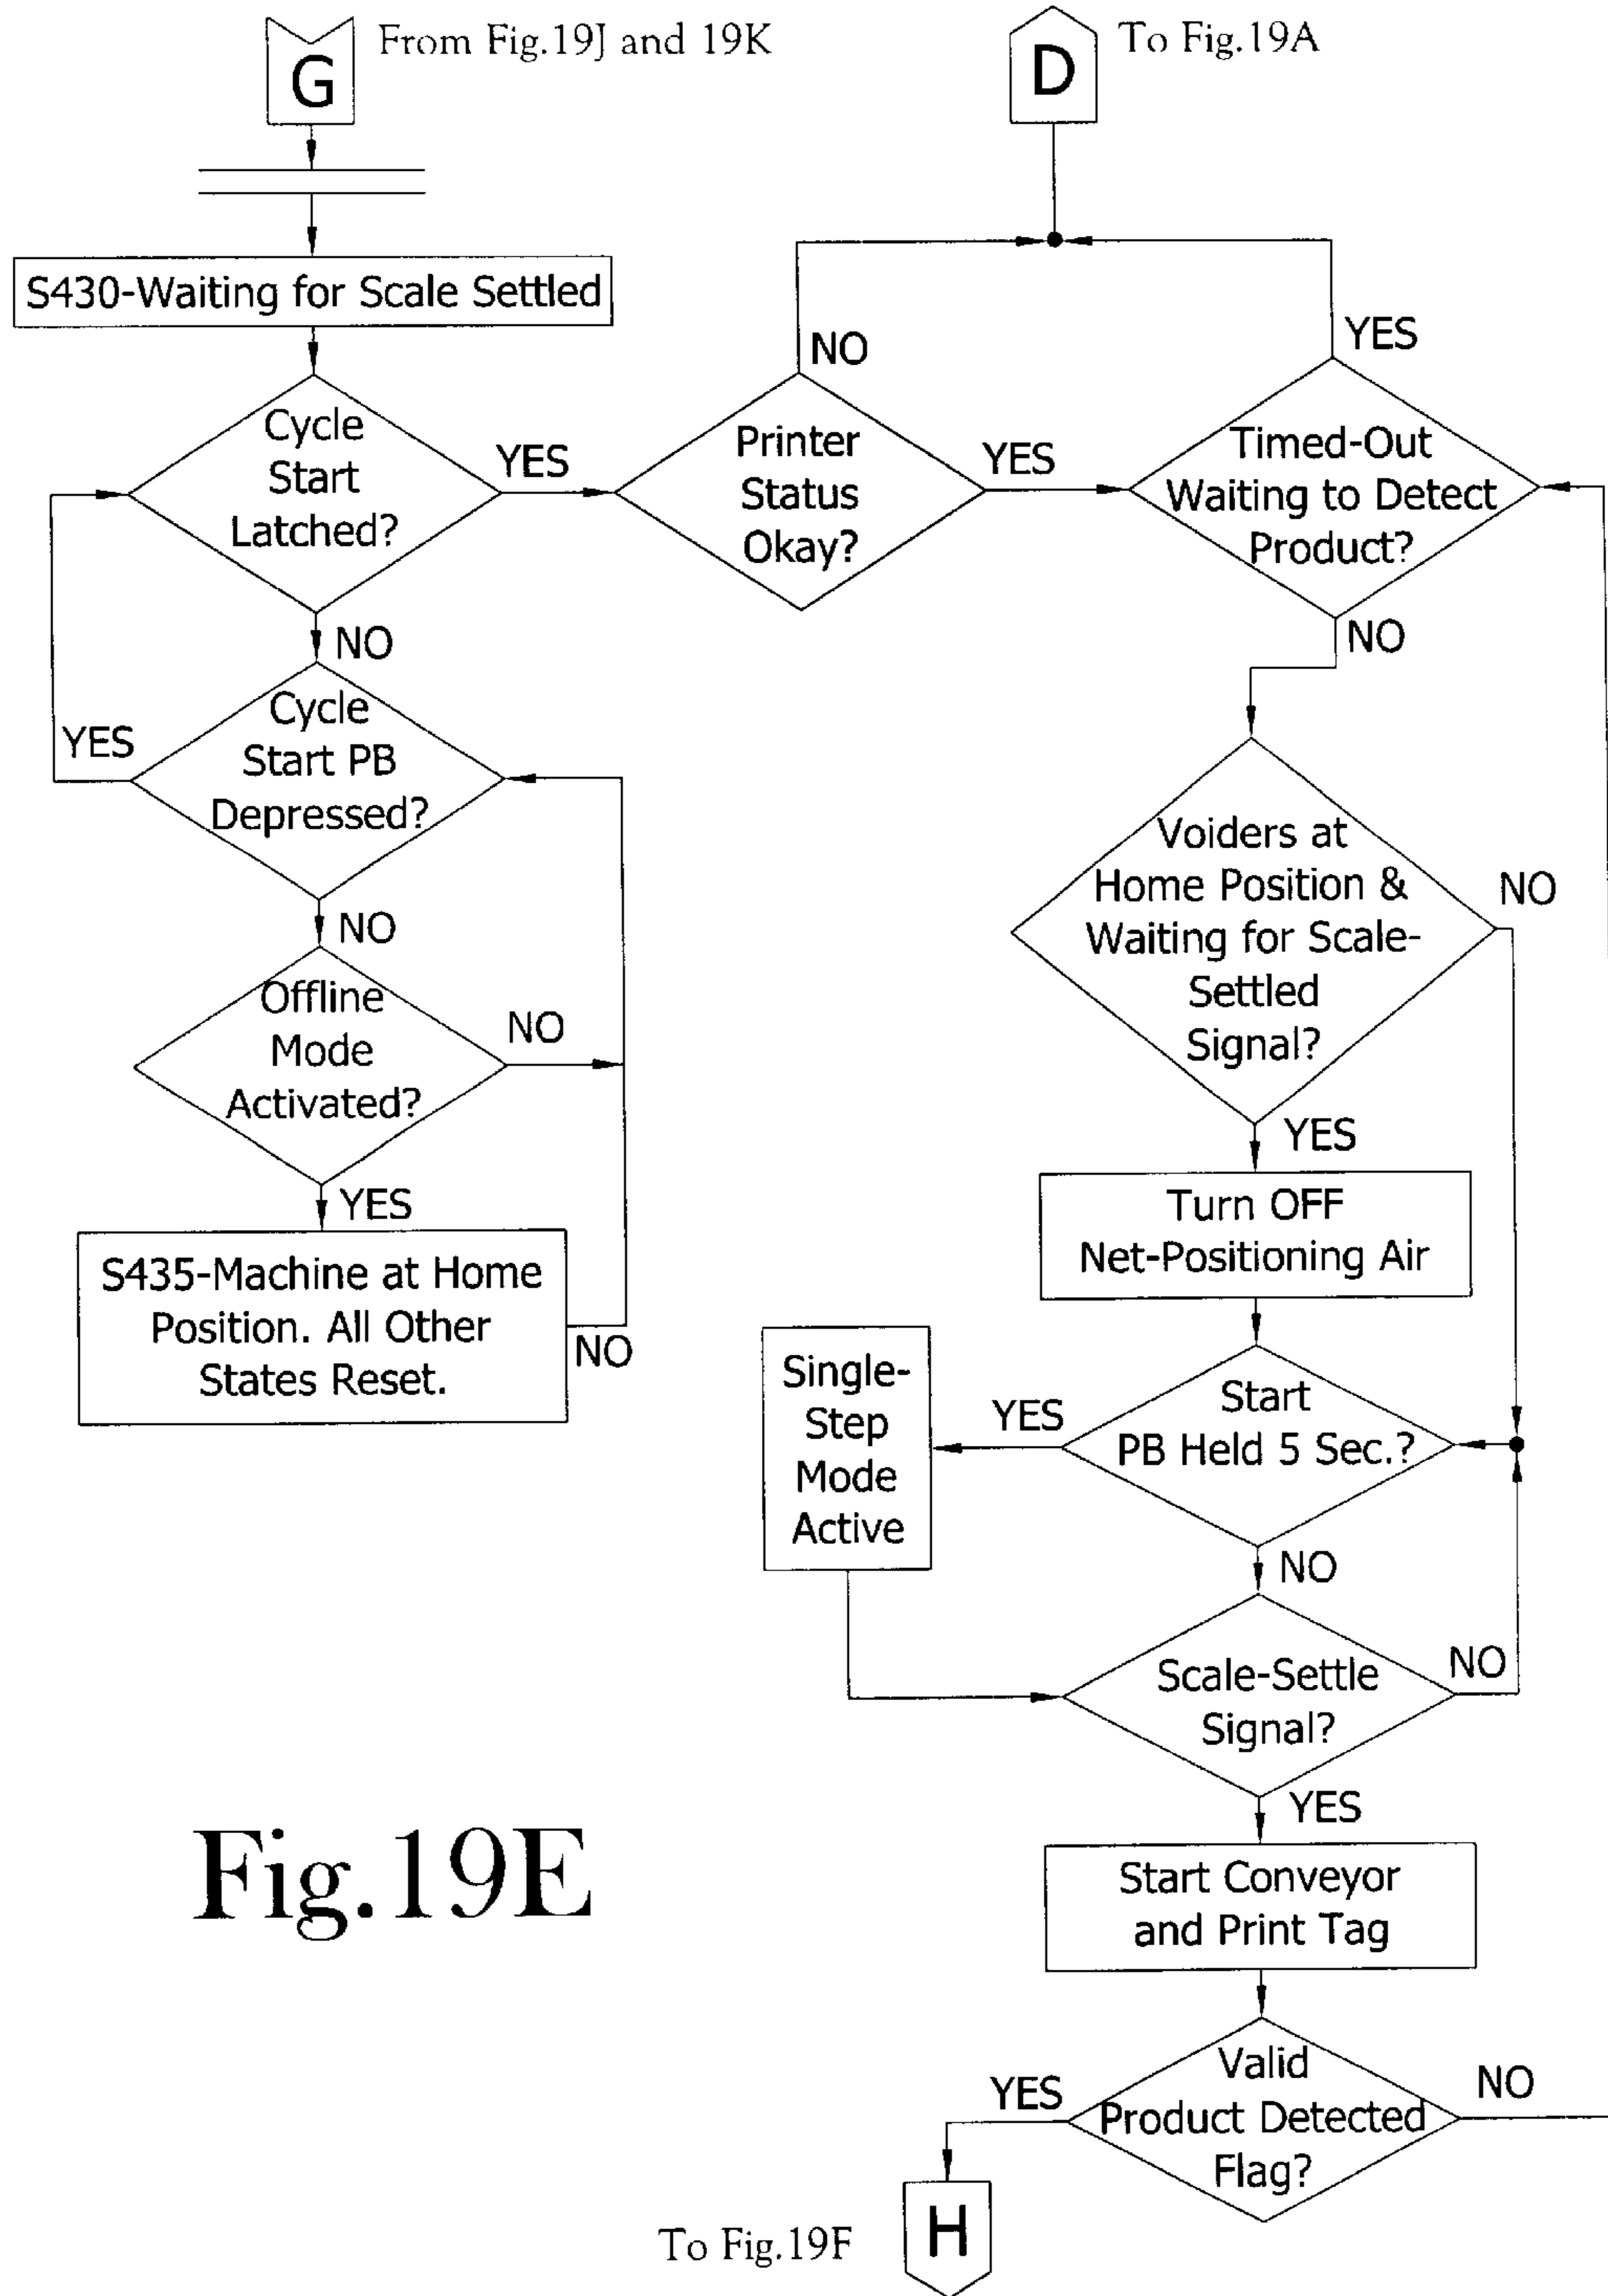 G
From Fig.19J and 19K
D
To Fig.19A
S430-Waiting for Scale Settled
Cycle
Start
Latched?
YES
NO
Printer
Status
Okay?
NO
YES
Timed-Out
Waiting to Detect
Product?
YES
NO
Cycle
Start PB
Depressed?
YES
NO
Offline
Mode
Activated?
NO
YES
S435-Machine at Home
Position. All Other
States Reset.
NO
Voiders at
Home Position &
Waiting for Scale-
Settled
Signal?
NO
YES
Turn OFF
Net-Positioning Air
Start
PB Held 5 Sec.?
YES
NO
Single-
Step
Mode
Active
Scale-Settle
Signal?
NO
YES
Start Conveyor
and Print Tag
Valid
Product Detected
Flag?
YES
NO
H
To Fig.19F
Fig.19E